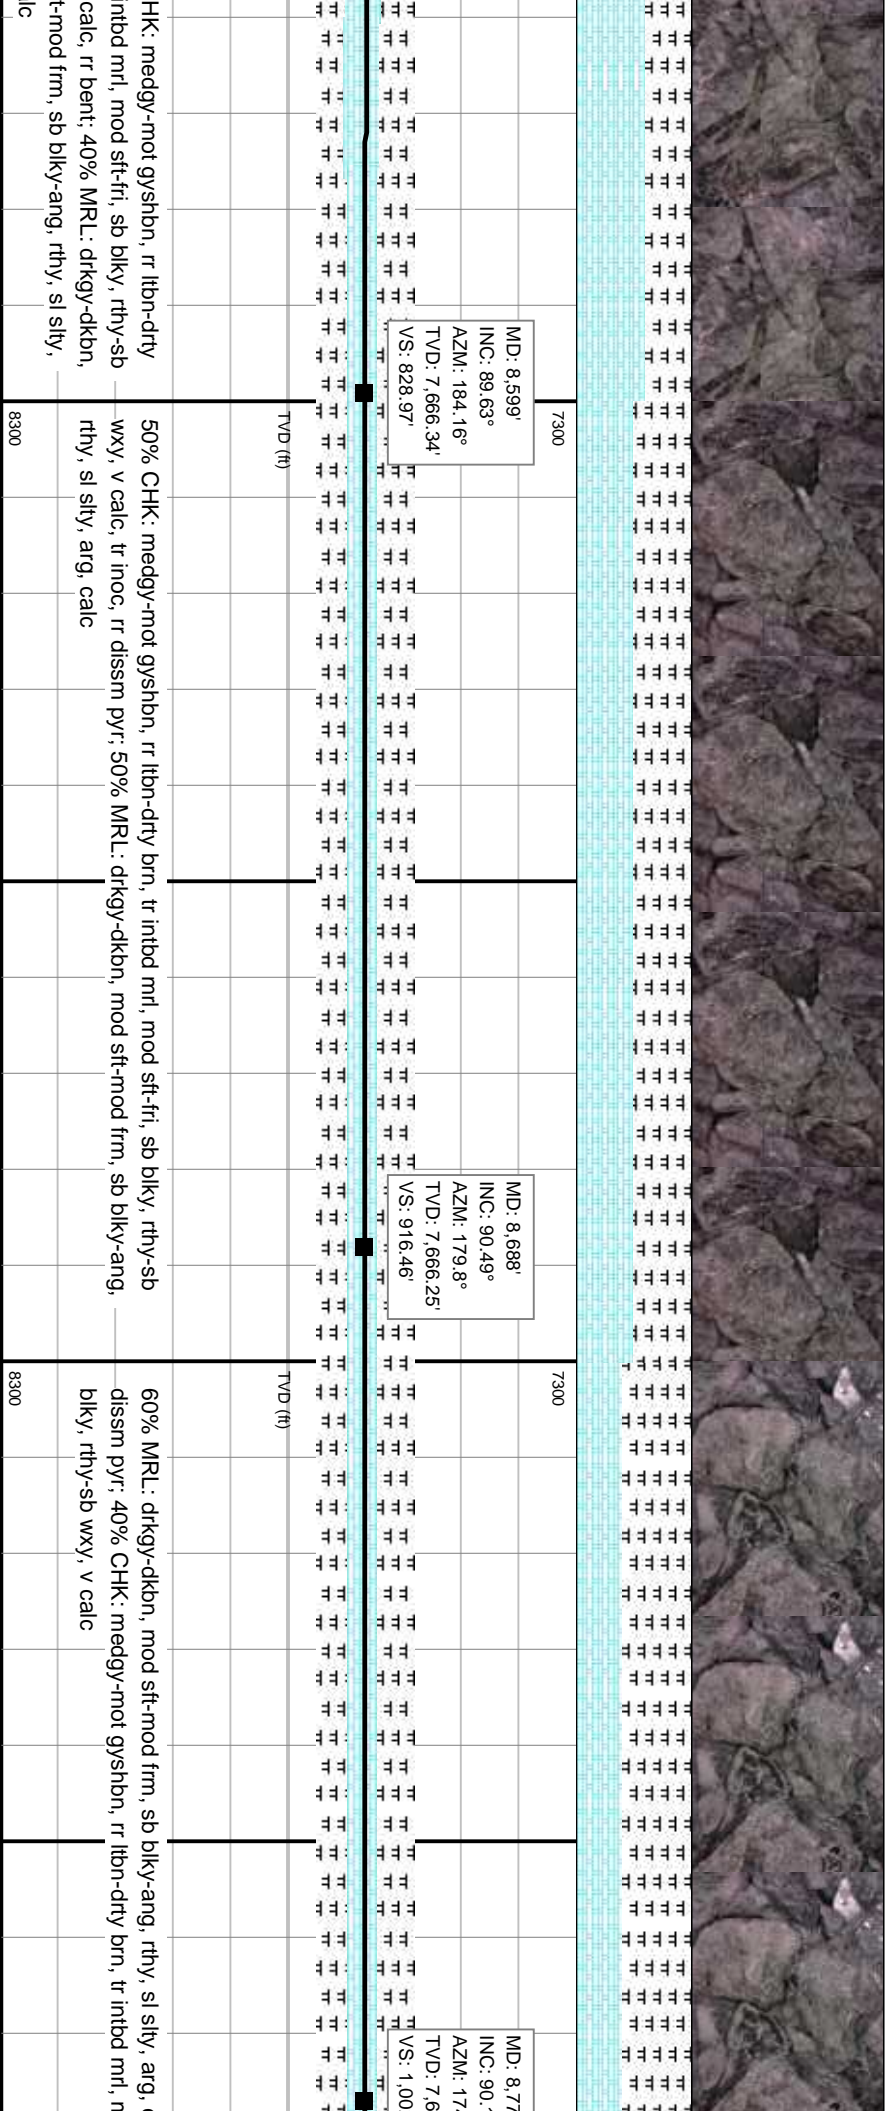 HK: medgy-mot gyshbn, rr ltbn-drty
intbd mrl, mod sft-fri, sb blky, rthy-sb
calc, rr bent; 40% MRL: drkgy-dkbn,
t-mod frm, sb blky-ang, rthy, sl slty,
lc
MD: 8,599'
INC: 89.63°
AZM: 184.16°
TVD: 7,666.34'
VS: 828.97'
7300
TVD (ft)
8300
50% CHK: medgy-mot gyshbn, rr ltbn-drty brn, tr intbd mrl, mod sft-fri, sb blky, rthy-sb
wxy, v calc, tr inoc, rr dissm pyr; 50% MRL: drkgy-dkbn, mod sft-mod frm, sb blky-ang,
rthy, sl slty, arg, calc
MD: 8,688'
INC: 90.49°
AZM: 179.8°
TVD: 7,666.25'
VS: 916.46'
7300
TVD (ft)
8300
60% MRL: drkgy-dkbn, mod sft-mod frm, sb blky-ang, rthy, sl slty, arg,
dissm pyr; 40% CHK: medgy-mot gyshbn, rr ltbn-drty brn, tr intbd mrl,
blky, rthy-sb wxy, v calc
MD: 8,77
INC: 90.
AZM: 17
TVD: 7,6
VS: 1,00